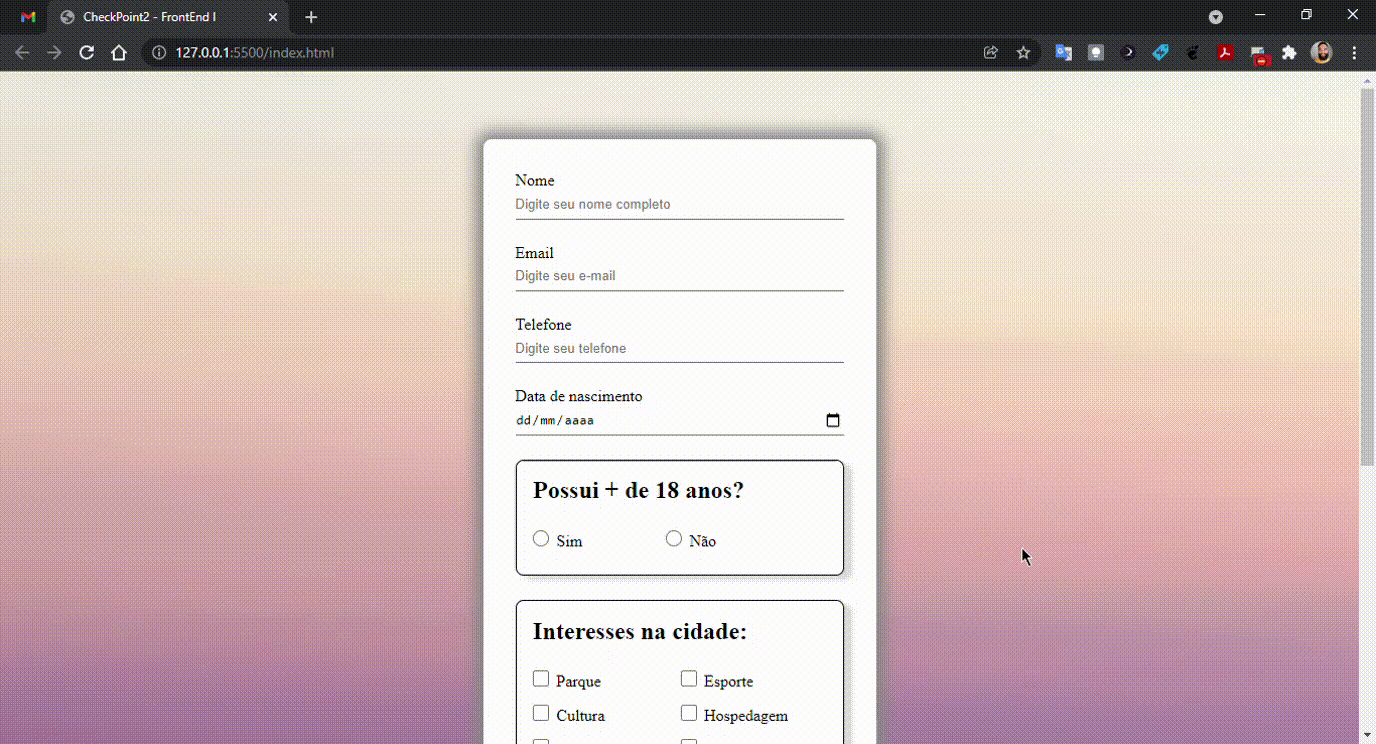 CheckPoint2 - FrontEnd I
127.0.0.1:5500/index.html
Nome
Digite seu nome completo
Email
Digite seu e-mail
Telefone
Digite seu telefone
Data de nascimento
dd/mm/aaaa
Possui + de 18 anos?
Sim Não
Interesses na cidade:
Parque Esporte
Cultura Hospedagem